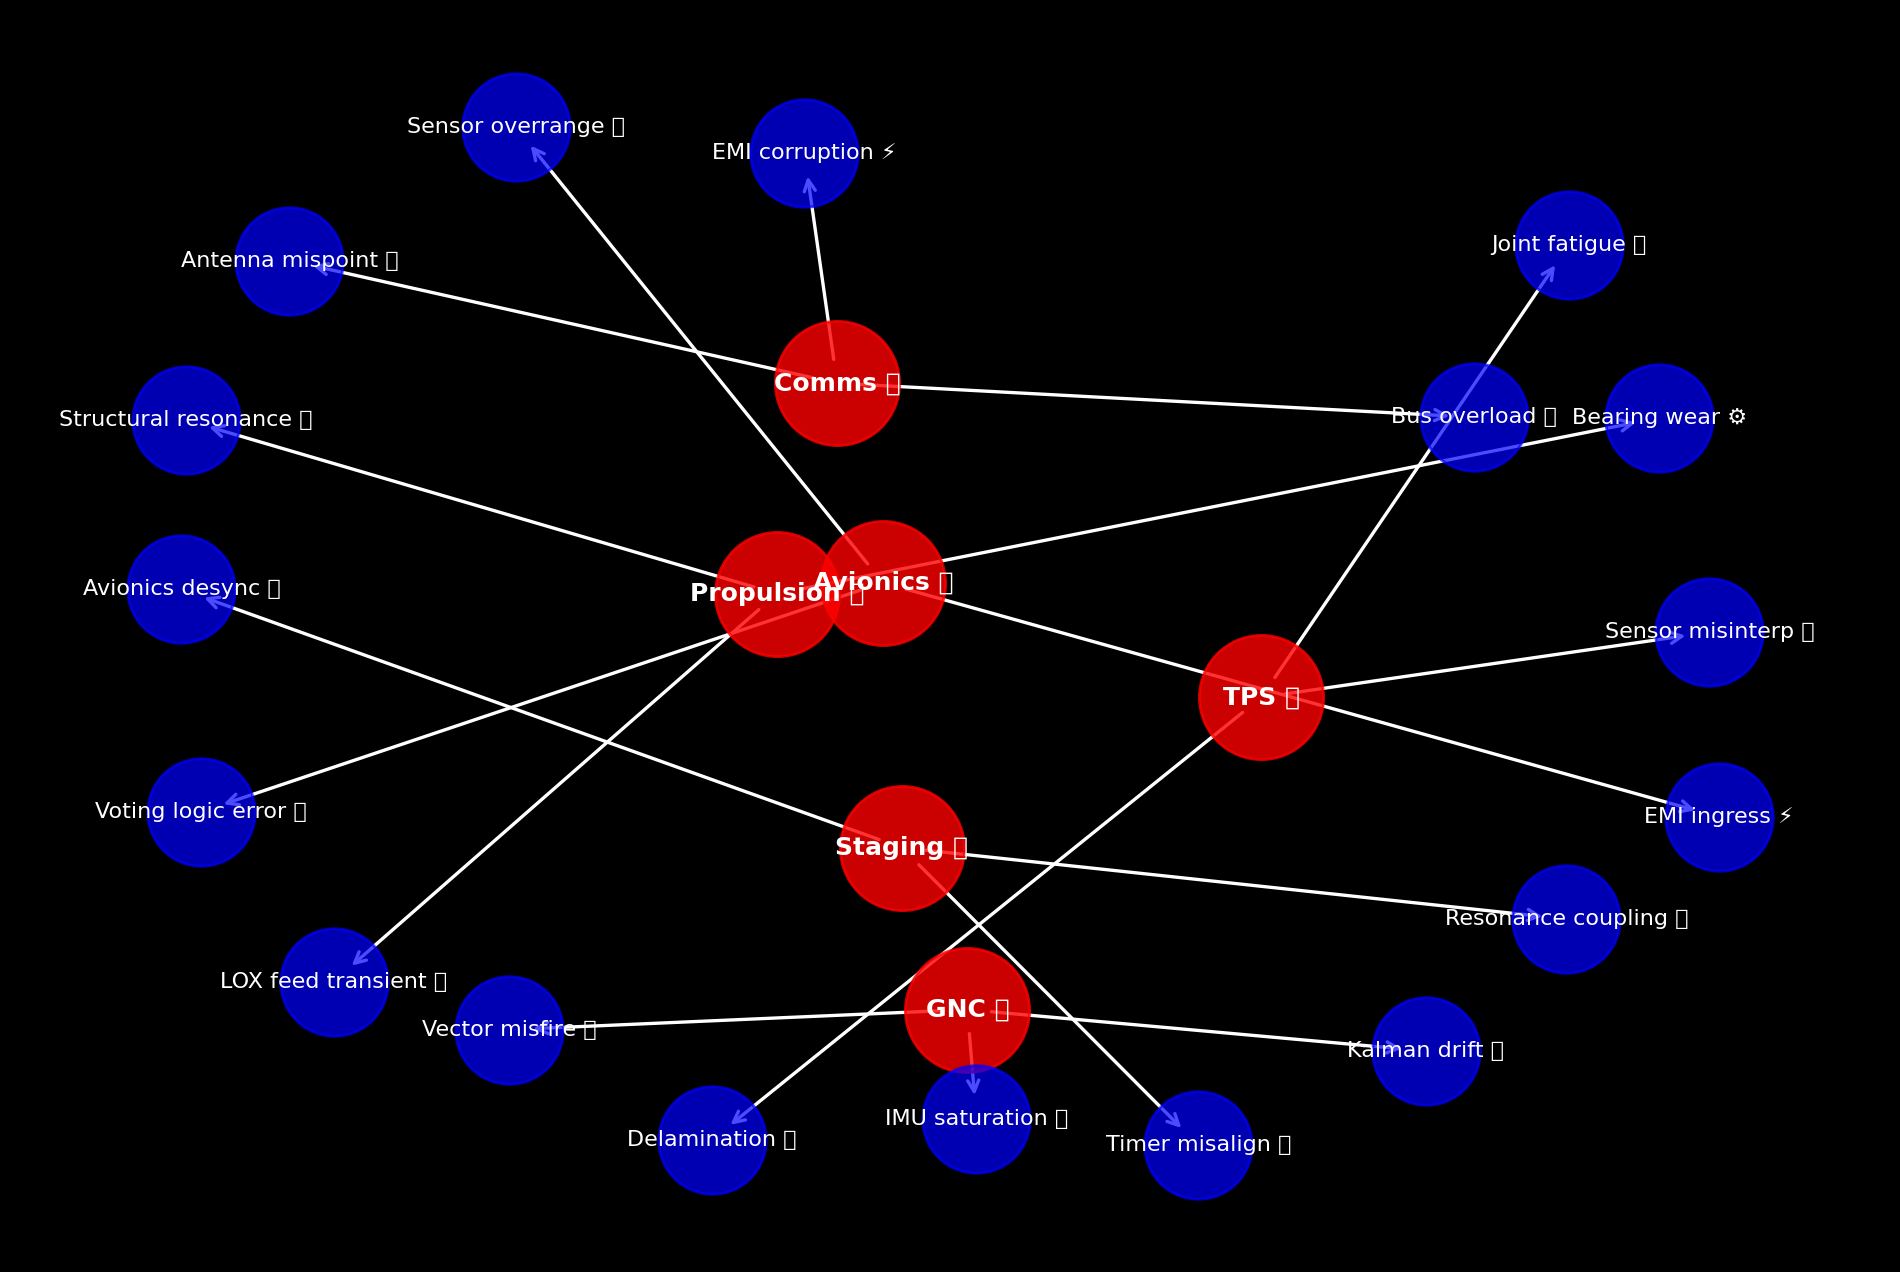 Sensor overrange ▯
EMI corruption ⚡
Joint fatigue ▯
Antenna mispoint ▯
Comms ▯
Structural resonance ▯
Bus overload ▯
Bearing wear ⚙
Avionics desync ▯
Propulsion ▯
Avionics ▯
Sensor misinterp ▯
TPS ▯
Voting logic error ▯
EMI ingress ⚡
Staging ▯
Resonance coupling ▯
LOX feed transient ▯
Vector misfire ▯
GNC ▯
Kalman drift ▯
Delamination ▯
IMU saturation ▯
Timer misalign ▯